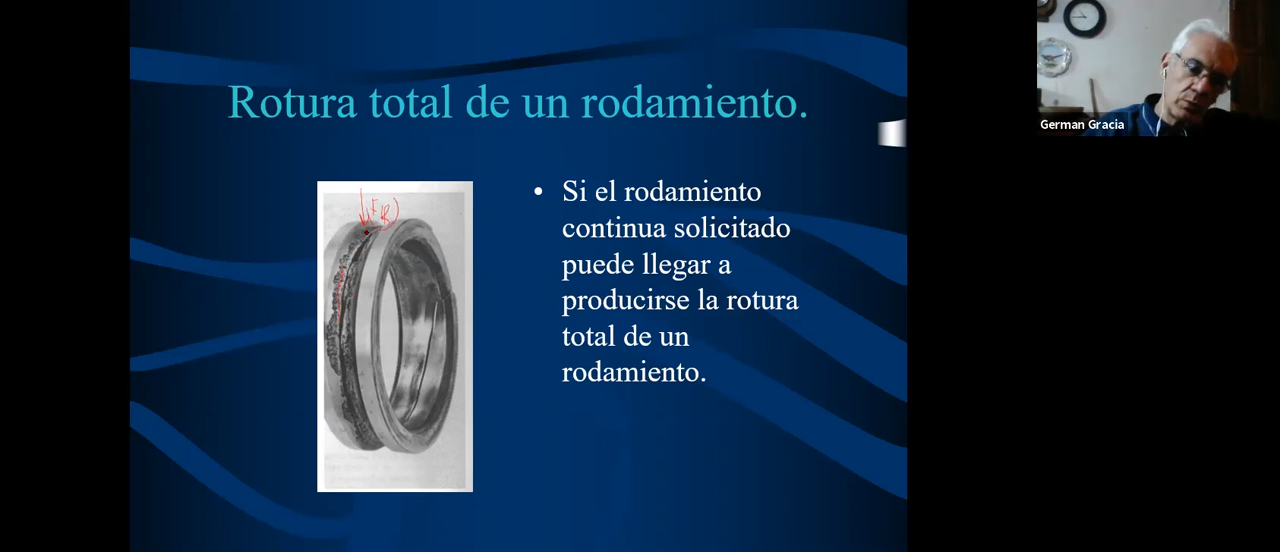 Rotura total de un rodamiento.
• Si el rodamiento
continua solicitado
puede llegar a
producirse la rotura
total de un
rodamiento.
German Gracia